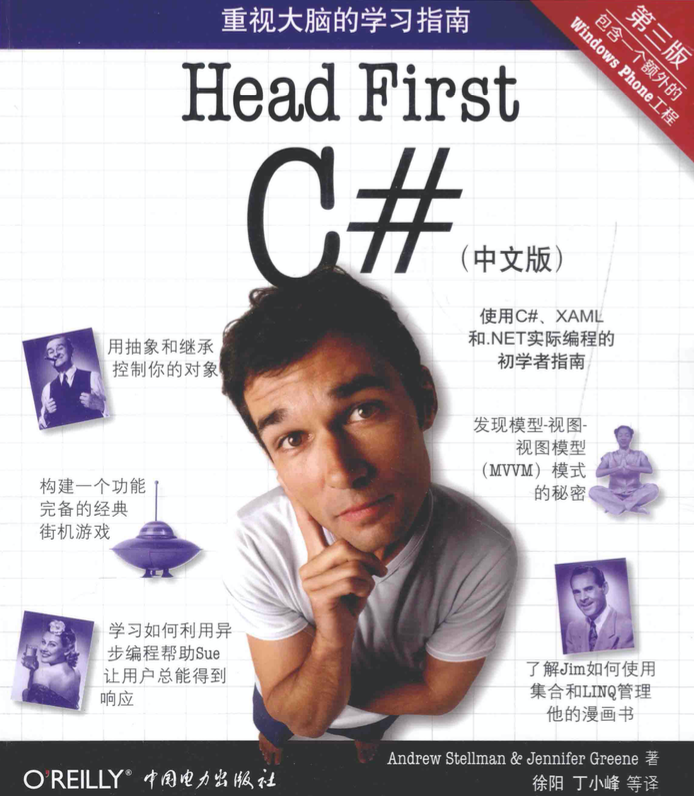 重视大脑的学习指南
第三版
包含一个额外的
Windows Phone工程
Head First
C#
（中文版）
使用C#、XAML
和.NET实际编程的
初学者指南
用抽象和继承
控制你的对象
发现模型-视图-
视图模型
（MVVM）模式
的秘密
构建一个功能
完备的经典
街机游戏
学习如何利用异
步编程帮助Sue
让用户总能得到
响应
了解Jim如何使用
集合和LINQ管理
他的漫画书
Andrew Stellman & Jennifer Greene 著
O'REILLY® 中国电力出版社
徐阳 丁小峰 等译